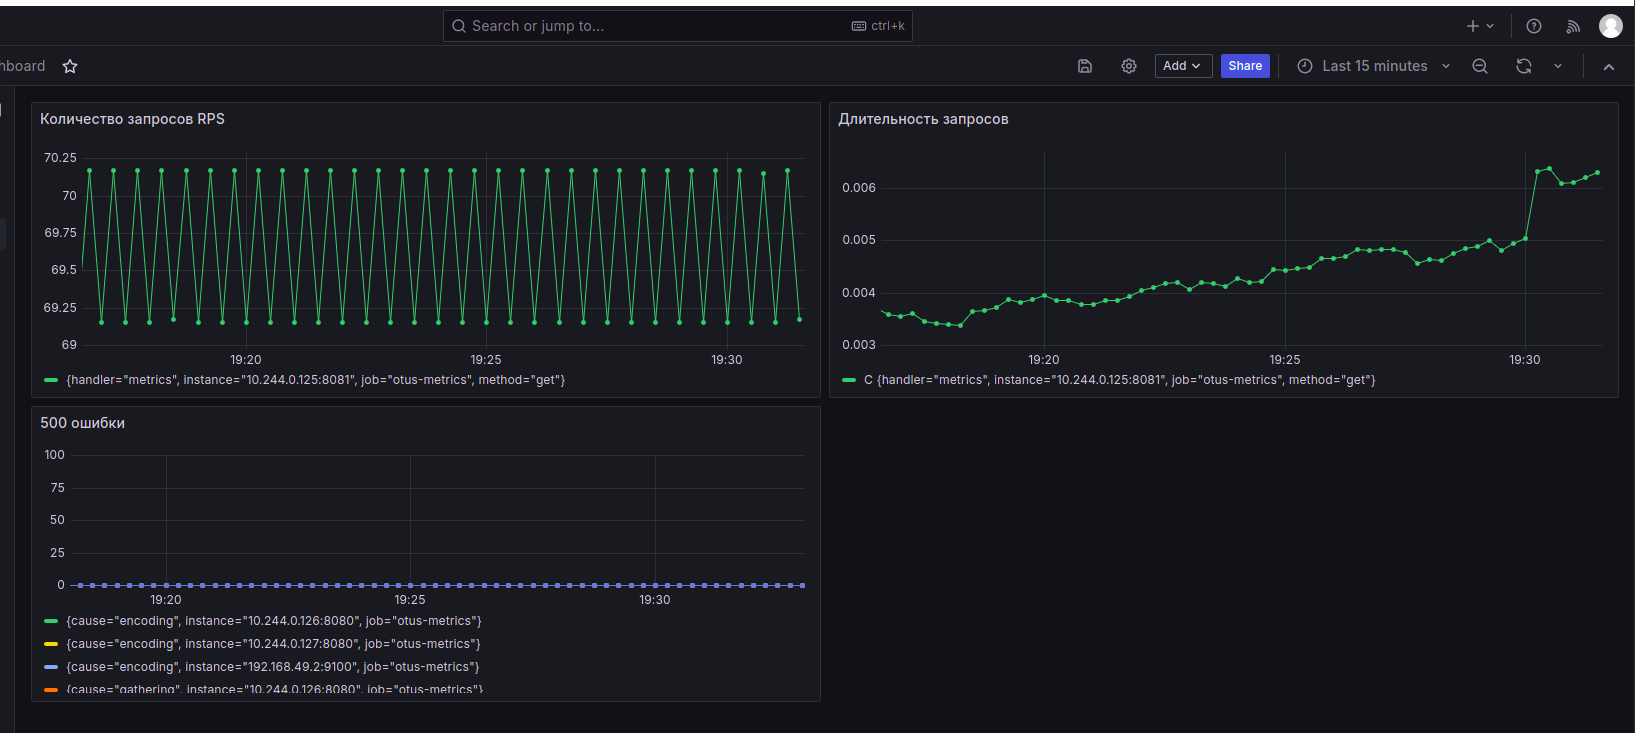 Search or jump to...
ctrl+k
hboard
Add
Share
Last 15 minutes
Количество запросов RPS
70.25
70
69.75
69.5
69.25
69
19:20
19:25
19:30
{handler="metrics", instance="10.244.0.125:8081", job="otus-metrics", method="get"}
Длительность запросов
0.006
0.005
0.004
0.003
19:20
19:25
19:30
C {handler="metrics", instance="10.244.0.125:8081", job="otus-metrics", method="get"}
500 ошибки
100
75
50
25
0
19:20
19:25
19:30
{cause="encoding", instance="10.244.0.126:8080", job="otus-metrics"}
{cause="encoding", instance="10.244.0.127:8080", job="otus-metrics"}
{cause="encoding", instance="192.168.49.2:9100", job="otus-metrics"}
{cause="gathering", instance="10.244.0.126:8080", job="otus-metrics"}